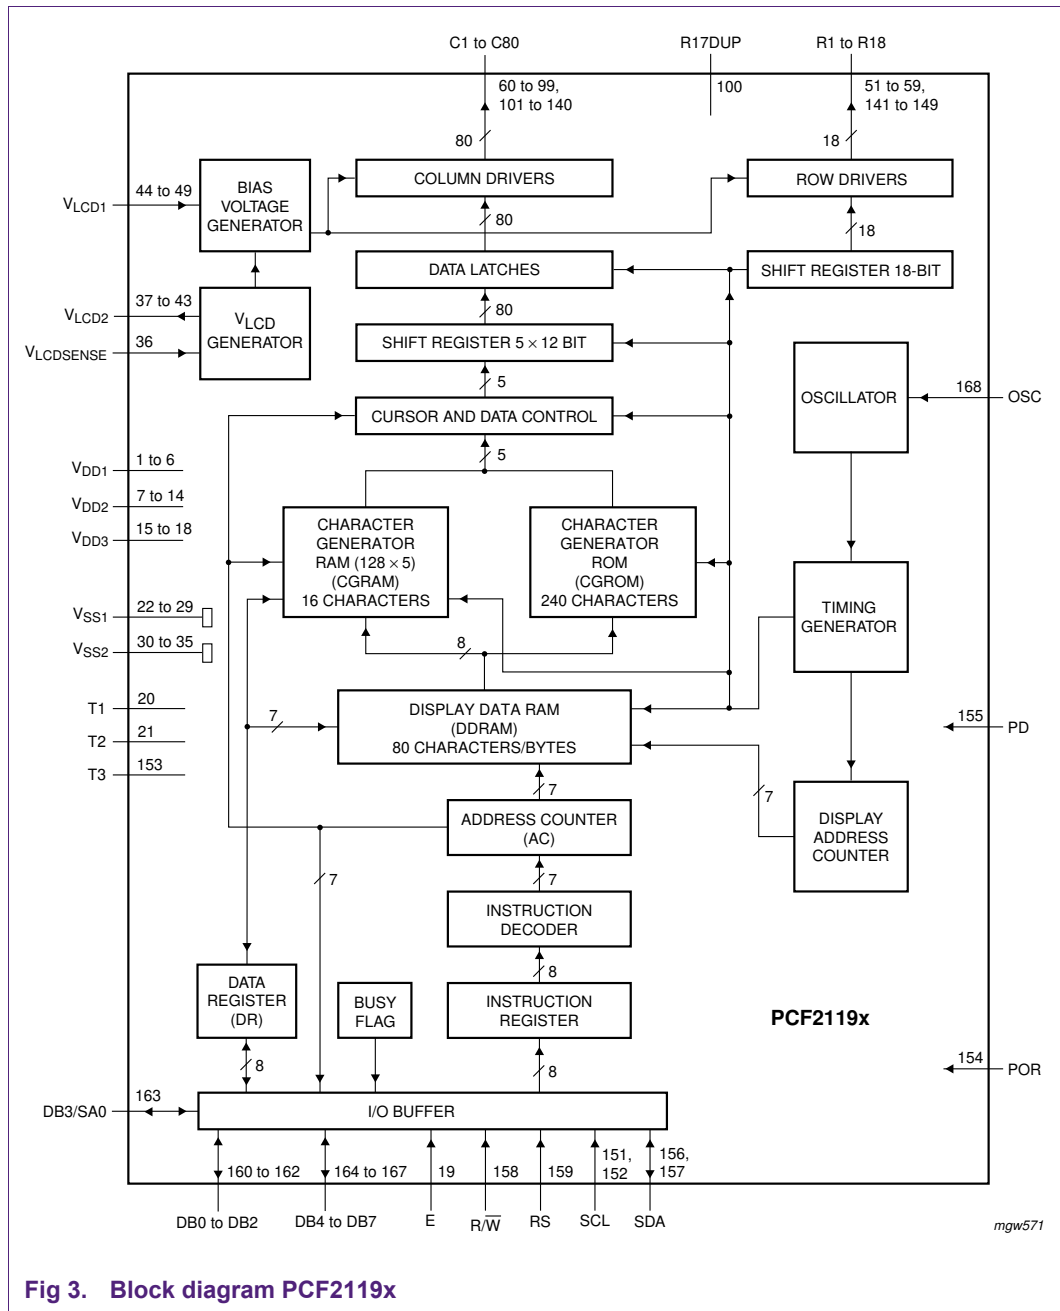 C1 to C80
R17DUP
R1 to R18
60 to 99,
101 to 140
100
51 to 59,
141 to 149
80
18
VLCD1
44 to 49
BIAS
VOLTAGE
GENERATOR
COLUMN DRIVERS
ROW DRIVERS
80
18
DATA LATCHES
SHIFT REGISTER 18-BIT
VLCD2
37 to 43
VLCD
GENERATOR
80
VLCDSENSE
36
SHIFT REGISTER 5 × 12 BIT
5
OSCILLATOR
168
OSC
CURSOR AND DATA CONTROL
5
VDD1
1 to 6
VDD2
7 to 14
VDD3
15 to 18
CHARACTER
GENERATOR
RAM (128 × 5)
(CGRAM)
16 CHARACTERS
CHARACTER
GENERATOR
ROM
(CGROM)
240 CHARACTERS
TIMING
GENERATOR
VSS1
22 to 29
VSS2
30 to 35
8
T1
20
T2
21
T3
153
7
DISPLAY DATA RAM
(DDRAM)
80 CHARACTERS/BYTES
155
PD
7
7
ADDRESS COUNTER
(AC)
DISPLAY
ADDRESS
COUNTER
7
7
INSTRUCTION
DECODER
8
DATA
REGISTER
(DR)
BUSY
FLAG
INSTRUCTION
REGISTER
PCF2119x
8
8
154
POR
DB3/SA0
163
I/O BUFFER
160 to 162
164 to 167
19
158
159
151,
152
156,
157
DB0 to DB2
DB4 to DB7
E
R/W̅
RS
SCL
SDA
mgw571
Fig 3. Block diagram PCF2119x